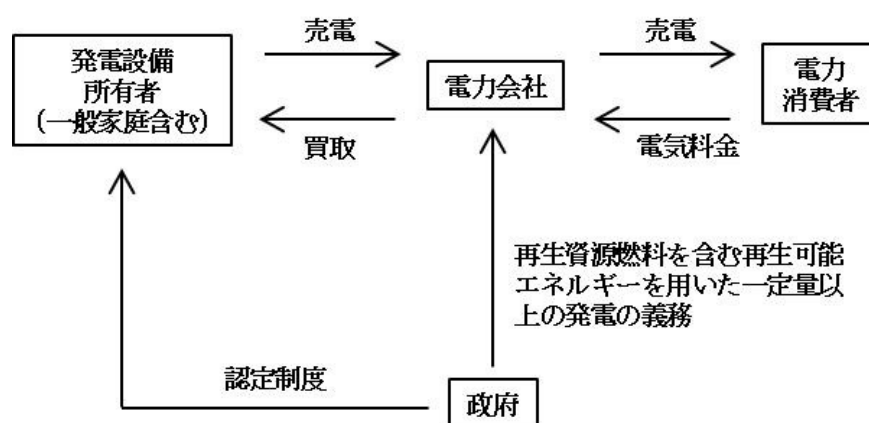 売電
売電
発電設備
所有者
(一般家庭含む)
電力会社
電力
消費者
買取
電気料金
再生資源燃料を含む再生可能
エネルギーを用いた一定量以
上の発電の義務
認定制度
政府